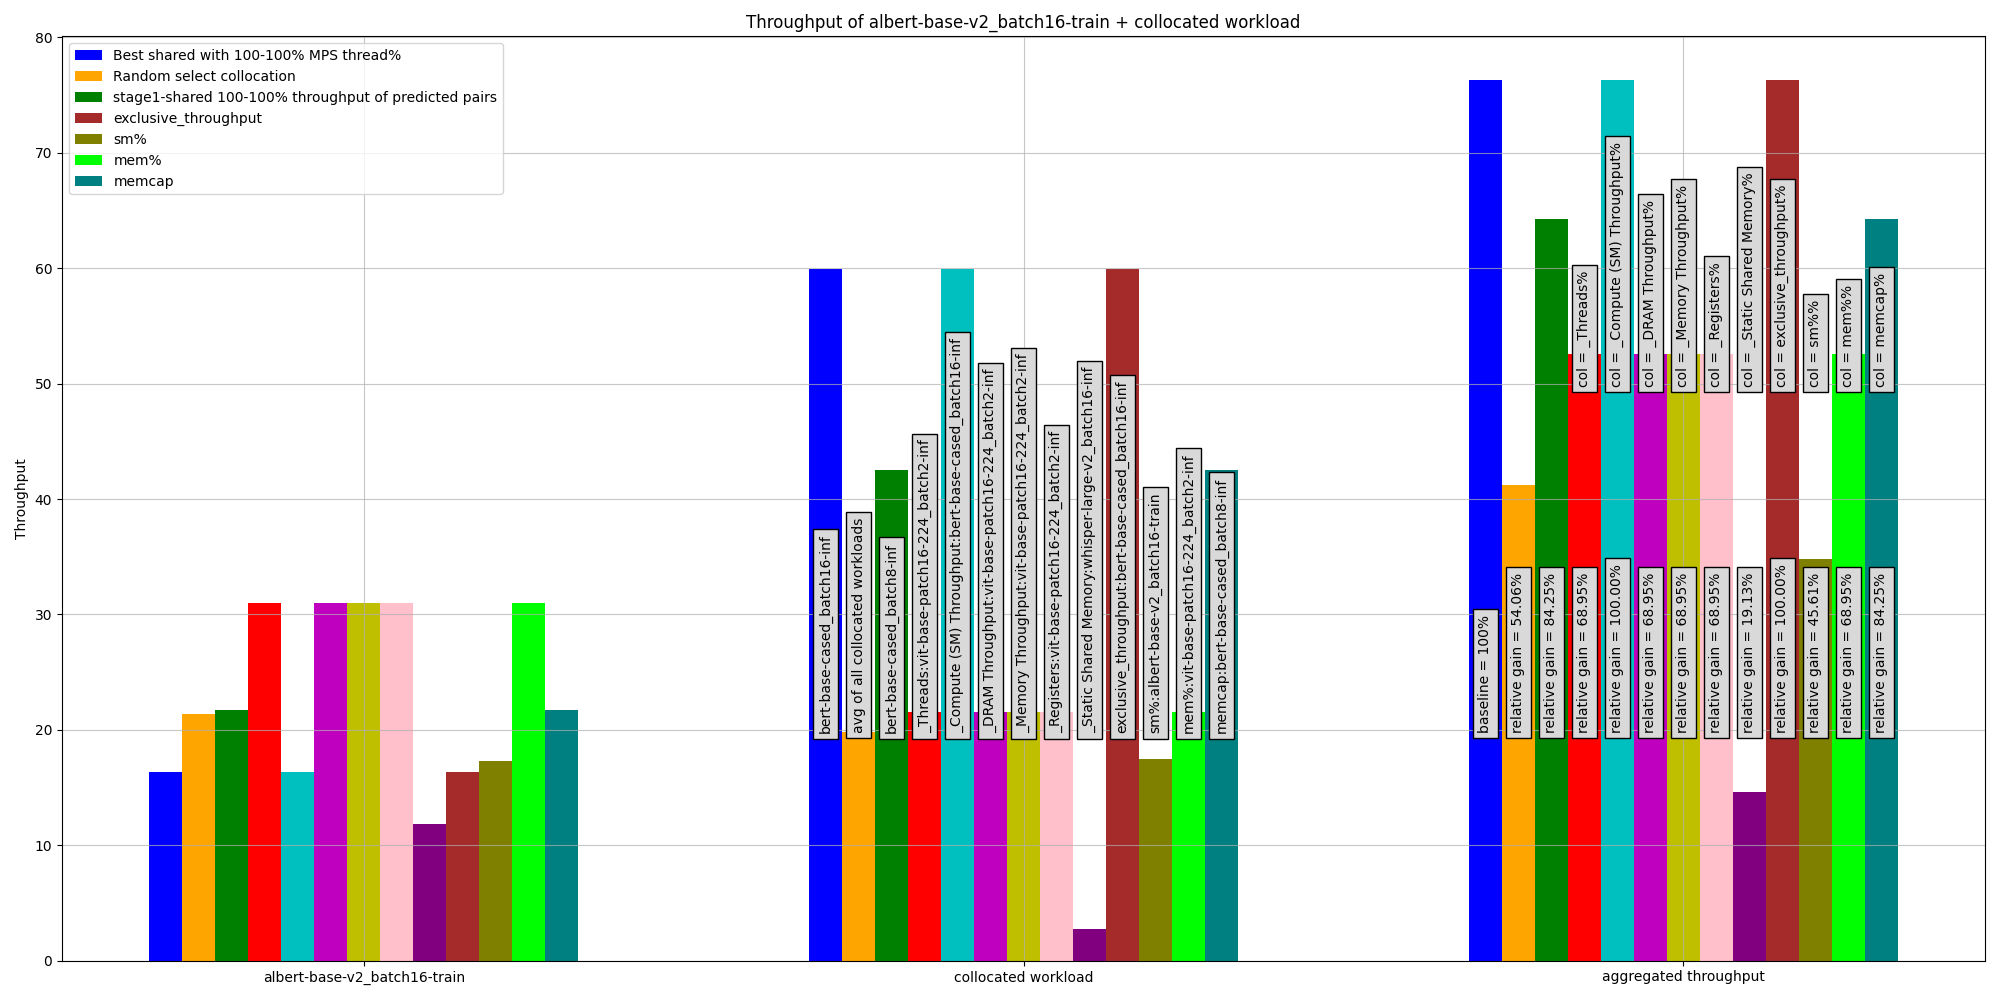 Throughput of albert-base-v2_batch16-train + collocated workload
Best shared with 100-100% MPS thread%
Random select collocation
stage1-shared 100-100% throughput of predicted pairs
exclusive_throughput
sm%
mem%
memcap
Throughput
80
70
60
50
40
30
20
10
0
bert-base-cased_batch16-inf
avg of all collocated workloads
bert-base-cased_batch8-inf
_Threads:vit-base-patch16-224_batch2-inf
_Compute (SM) Throughput:bert-base-cased_batch16-inf
_DRAM Throughput:vit-base-patch16-224_batch2-inf
_Memory Throughput:vit-base-patch16-224_batch2-inf
_Registers:vit-base-patch16-224_batch2-inf
_Static Shared Memory:whisper-large-v2_batch16-inf
exclusive_throughput:bert-base-cased_batch16-inf
sm%:albert-base-v2_batch16-train
mem%:vit-base-patch16-224_batch2-inf
memcap:bert-base-cased_batch8-inf
col = _Threads%
col = _Compute (SM) Throughput%
col = _DRAM Throughput%
col = _Memory Throughput%
col = _Registers%
col = _Static Shared Memory%
col = exclusive_throughput%
col = sm%%
col = mem%%
col = memcap%
baseline = 100%
relative gain = 54.06%
relative gain = 84.25%
relative gain = 68.95%
relative gain = 100.00%
relative gain = 68.95%
relative gain = 68.95%
relative gain = 68.95%
relative gain = 19.13%
relative gain = 100.00%
relative gain = 45.61%
relative gain = 68.95%
relative gain = 84.25%
albert-base-v2_batch16-train
collocated workload
aggregated throughput